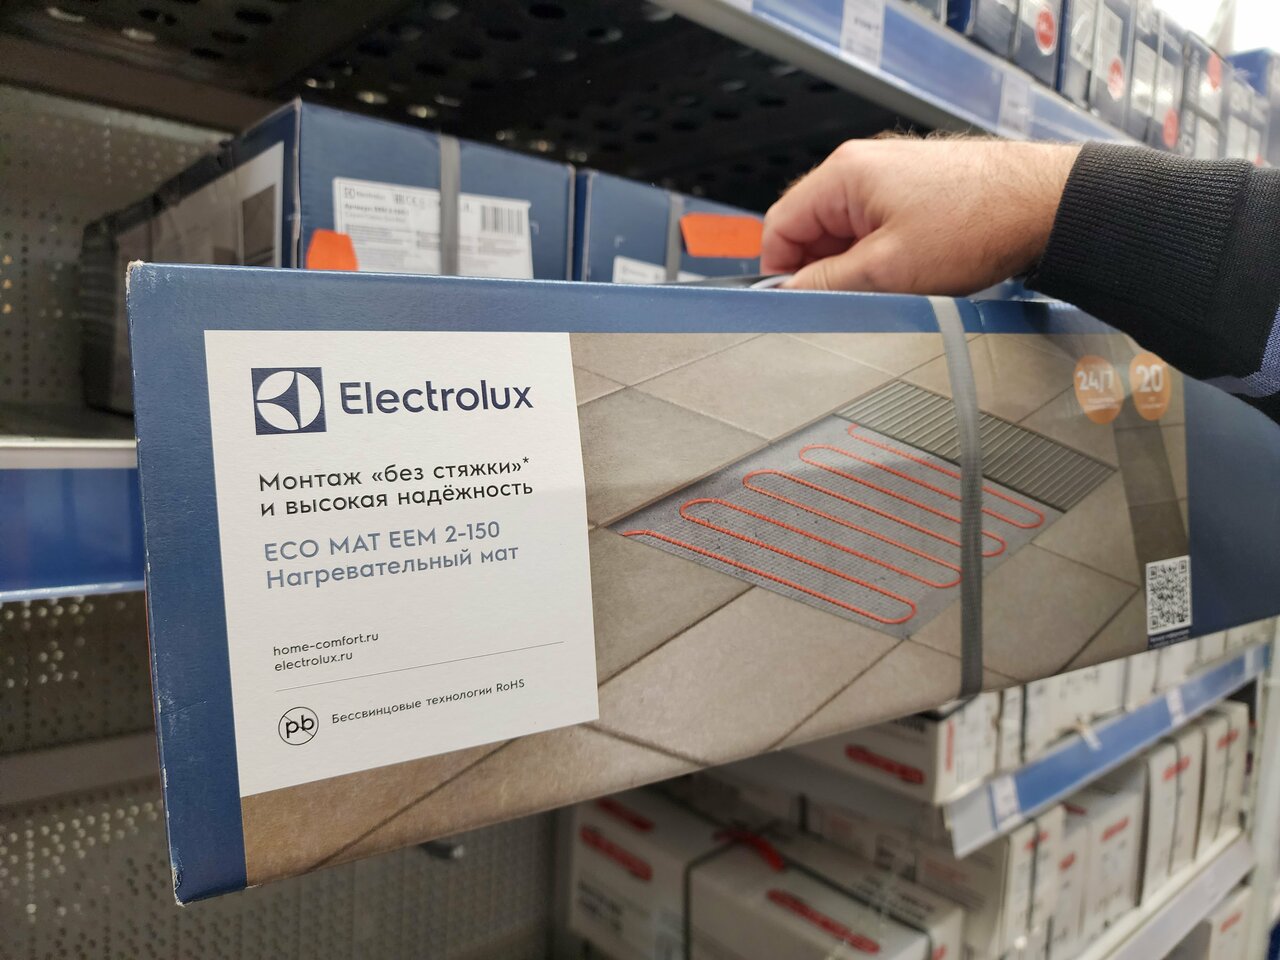 Electrolux
Монтаж «без стяжки»*
и высокая надёжность
ECO MAT EEM 2-150
Нагревательный мат
home-comfort.ru
electrolux.ru
pb Бессвинцовые технологии RoHS
24/7
20